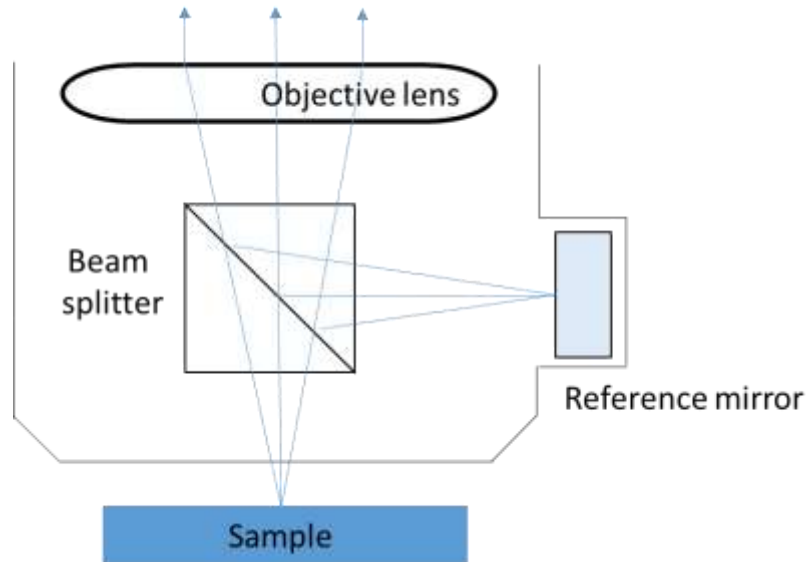 Objective lens
Beam
splitter
Reference mirror
Sample